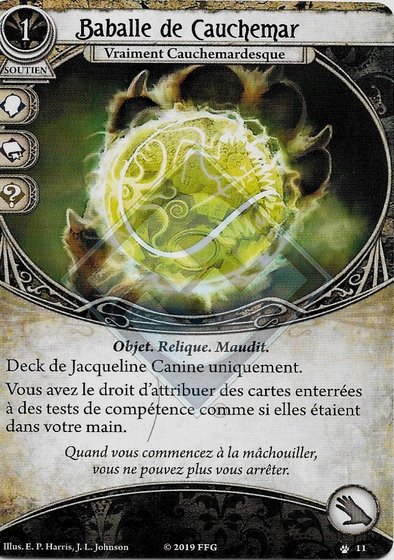 1
Baballe de Cauchemar
Vraiment Cauchemardesque
SOUTIEN
?
Objet. Relique. Maudit.
Deck de Jacqueline Canine uniquement.
Vous avez le droit d'attribuer des cartes enterrées
à des tests de compétence comme si elles étaient
dans votre main.
Quand vous commencez à la mâchouiller,
vous ne pouvez plus vous arrêter.
Illus. E. P. Harris, J. L. Johnson © 2019 FFG 11